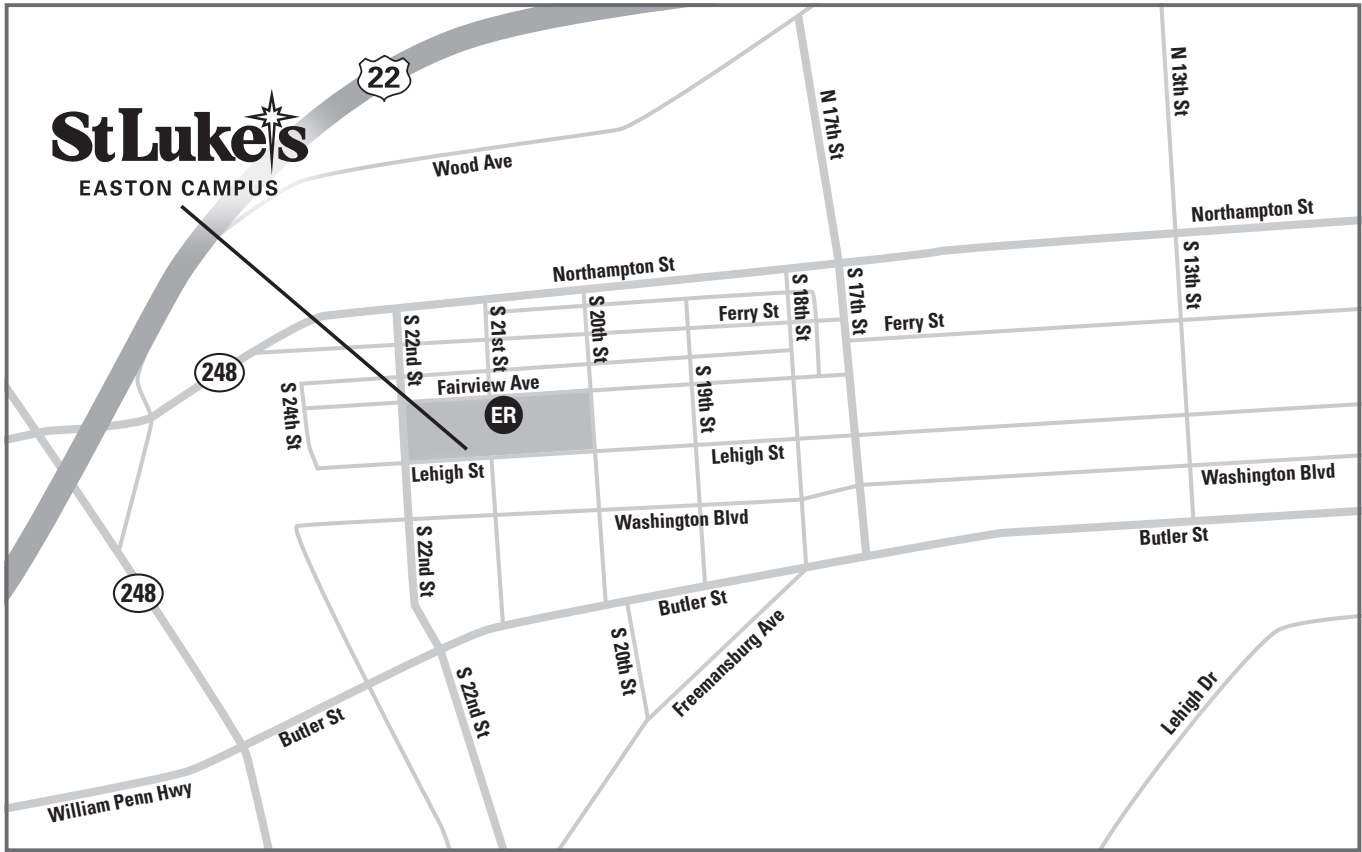 22
St Luke's
EASTON CAMPUS
Wood Ave
N 17th St
N 13th St
Northampton St
Northampton St
S 22nd St
S 21st St
S 20th St
Ferry St
S 18th St
S 17th St
Ferry St
S 13th St
248
S 24th St
Fairview Ave
ER
S 19th St
Lehigh St
Lehigh St
Washington Blvd
Washington Blvd
S 22nd St
Butler St
248
Butler St
S 20th St
Freemansburg Ave
S 22nd St
Lehigh Dr
Butler St
William Penn Hwy